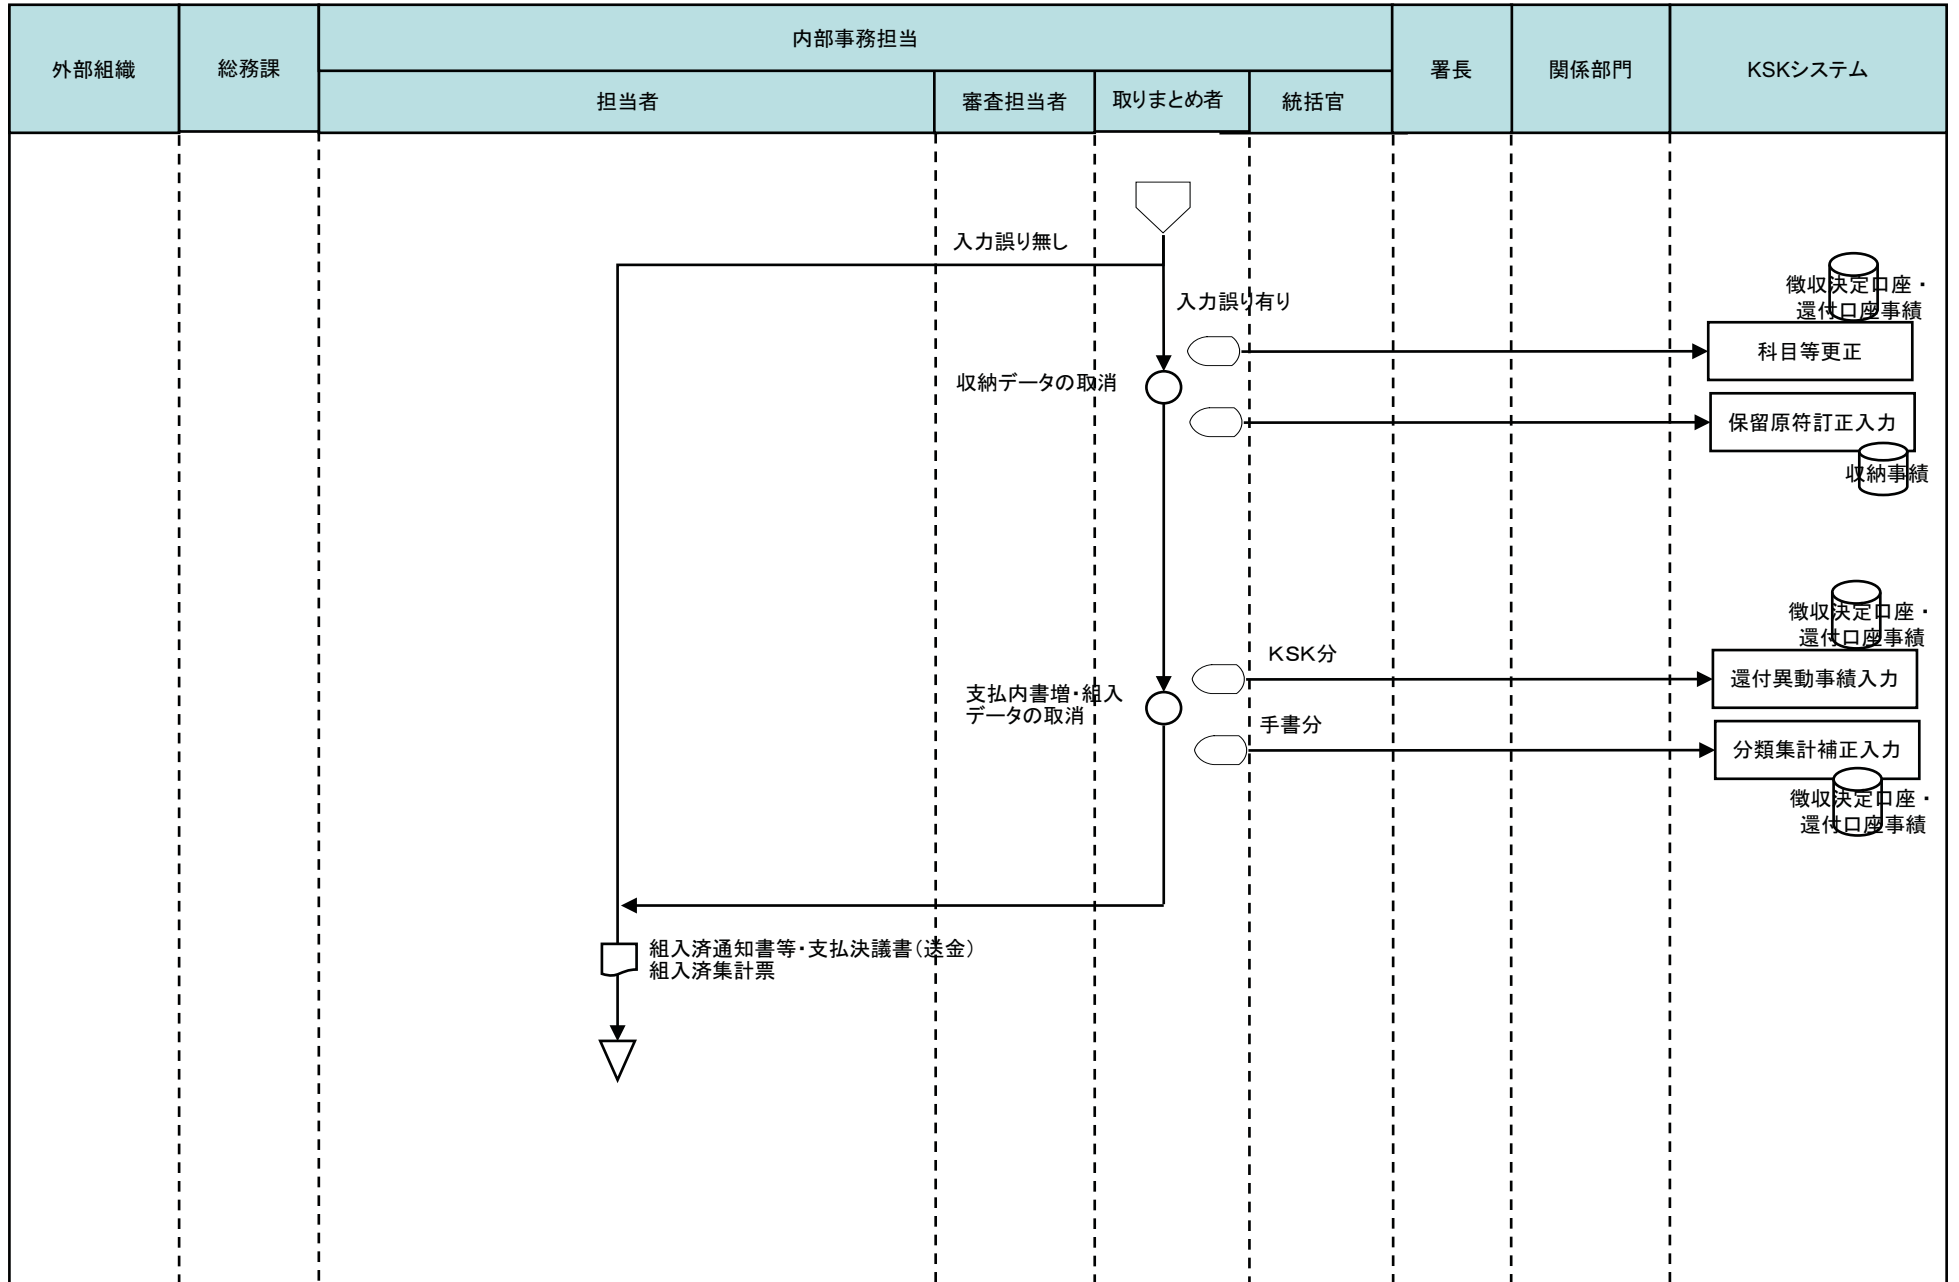 外部組織
総務課
内部事務担当
担当者
審査担当者
取りまとめ者
統括官
署長
関係部門
KSKシステム
入力誤り無し
入力誤り有り
徴収決定口座・
還付口座事績
科目等更正
収納データの取消
保留原符訂正入力
収納事績
徴収決定口座・
還付口座事績
KSK分
還付異動事績入力
支払内書増・組入
データの取消
手書分
分類集計補正入力
徴収決定口座・
還付口座事績
組入済通知書等・支払決議書（送金）
組入済集計票